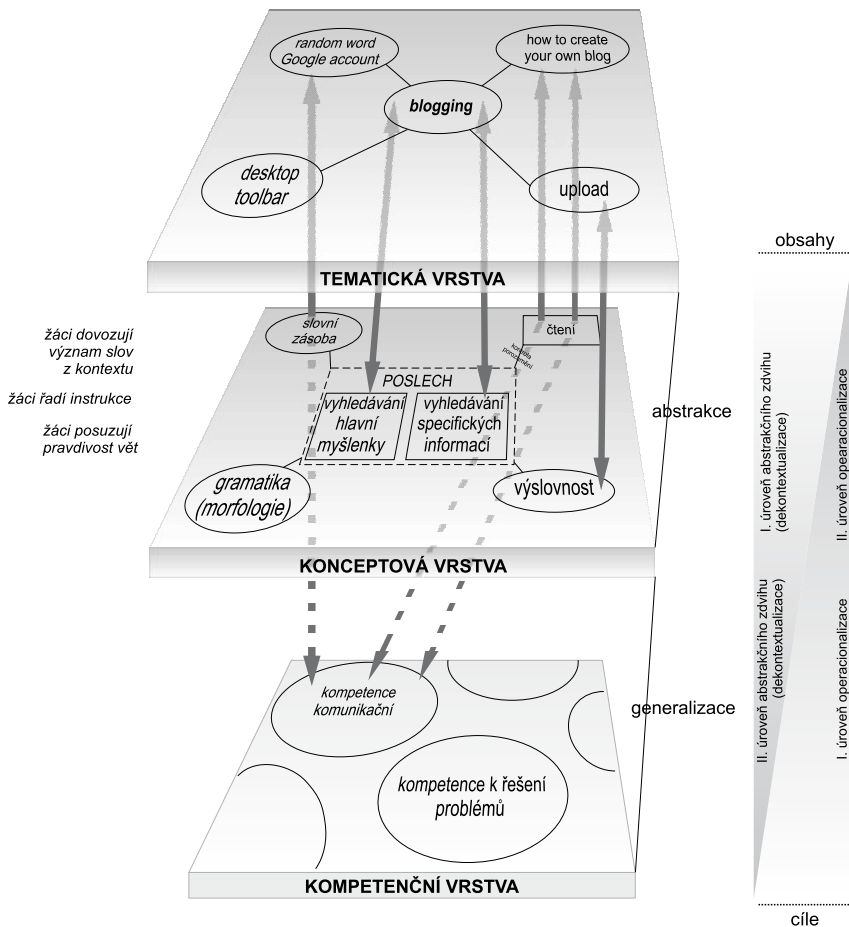 random word
Google account
how to create
your own blog
blogging
desktop
toolbar
upload
TEMATICKÁ VRSTVA
obsahy
žáci dovozují
význam slov
z kontextu
žáci řadí instrukce
žáci posuzují
pravdivost vět
slovní
zásoba
čtení
kontrola
porozumění
POSLECH
vyhledávání
hlavní
myšlenky
vyhledávání
specifických
informací
gramatika
(morfologie)
výslovnost
KONCEPTOVÁ VRSTVA
abstrakce
I. úroveň abstrakčního zdvihu
(dekontextualizace)
II. úroveň opearacionalizace
kompetence
komunikační
kompetence k řešení
problémů
KOMPETENČNÍ VRSTVA
generalizace
II. úroveň abstrakčního zdvihu
(dekontextualizace)
I. úroveň operacionalizace
cíle